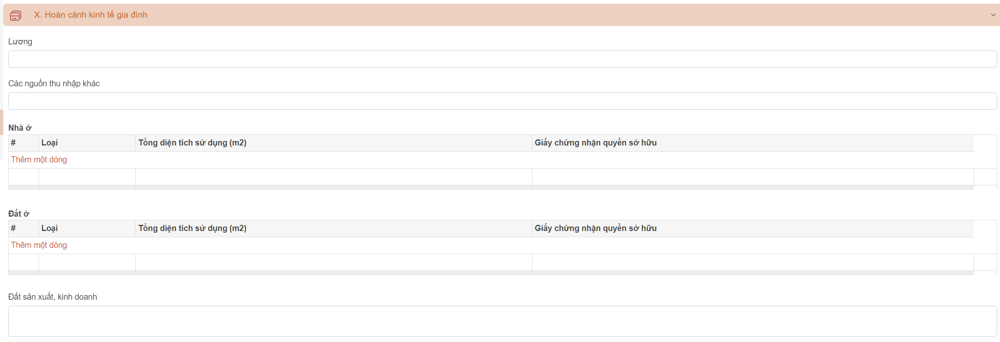 X. Hoàn cảnh kinh tế gia đình
Lương
Các nguồn thu nhập khác
Nhà ở
# Loại Tổng diện tích sử dụng (m2) Giấy chứng nhận quyền sở hữu
Thêm một dòng
Đất ở
# Loại Tổng diện tích sử dụng (m2) Giấy chứng nhận quyền sở hữu
Thêm một dòng
Đất sản xuất, kinh doanh